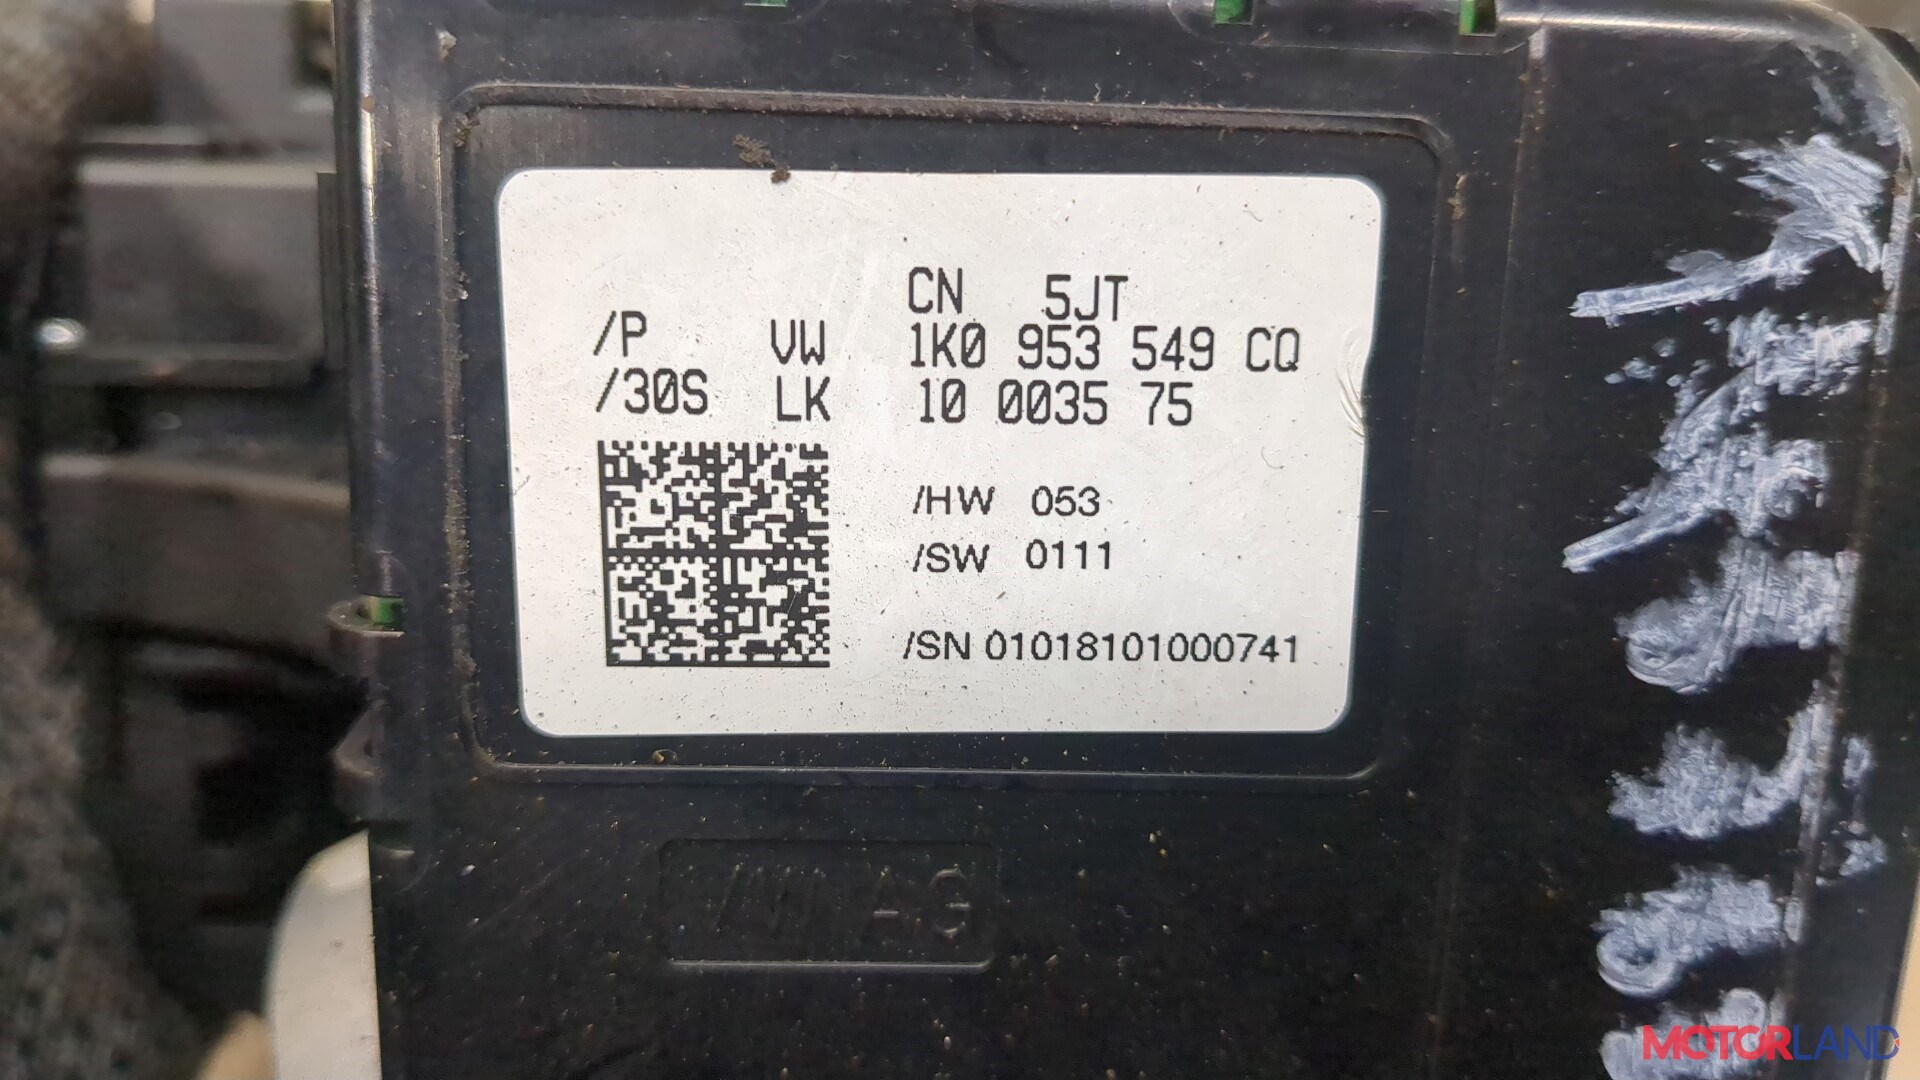 CN 5JT
/P VW 1K0 953 549 CQ
/30S LK 10 0035 75
/HW 053
/SW 0111
/SN 01018101000741
AG
MOTORLAND